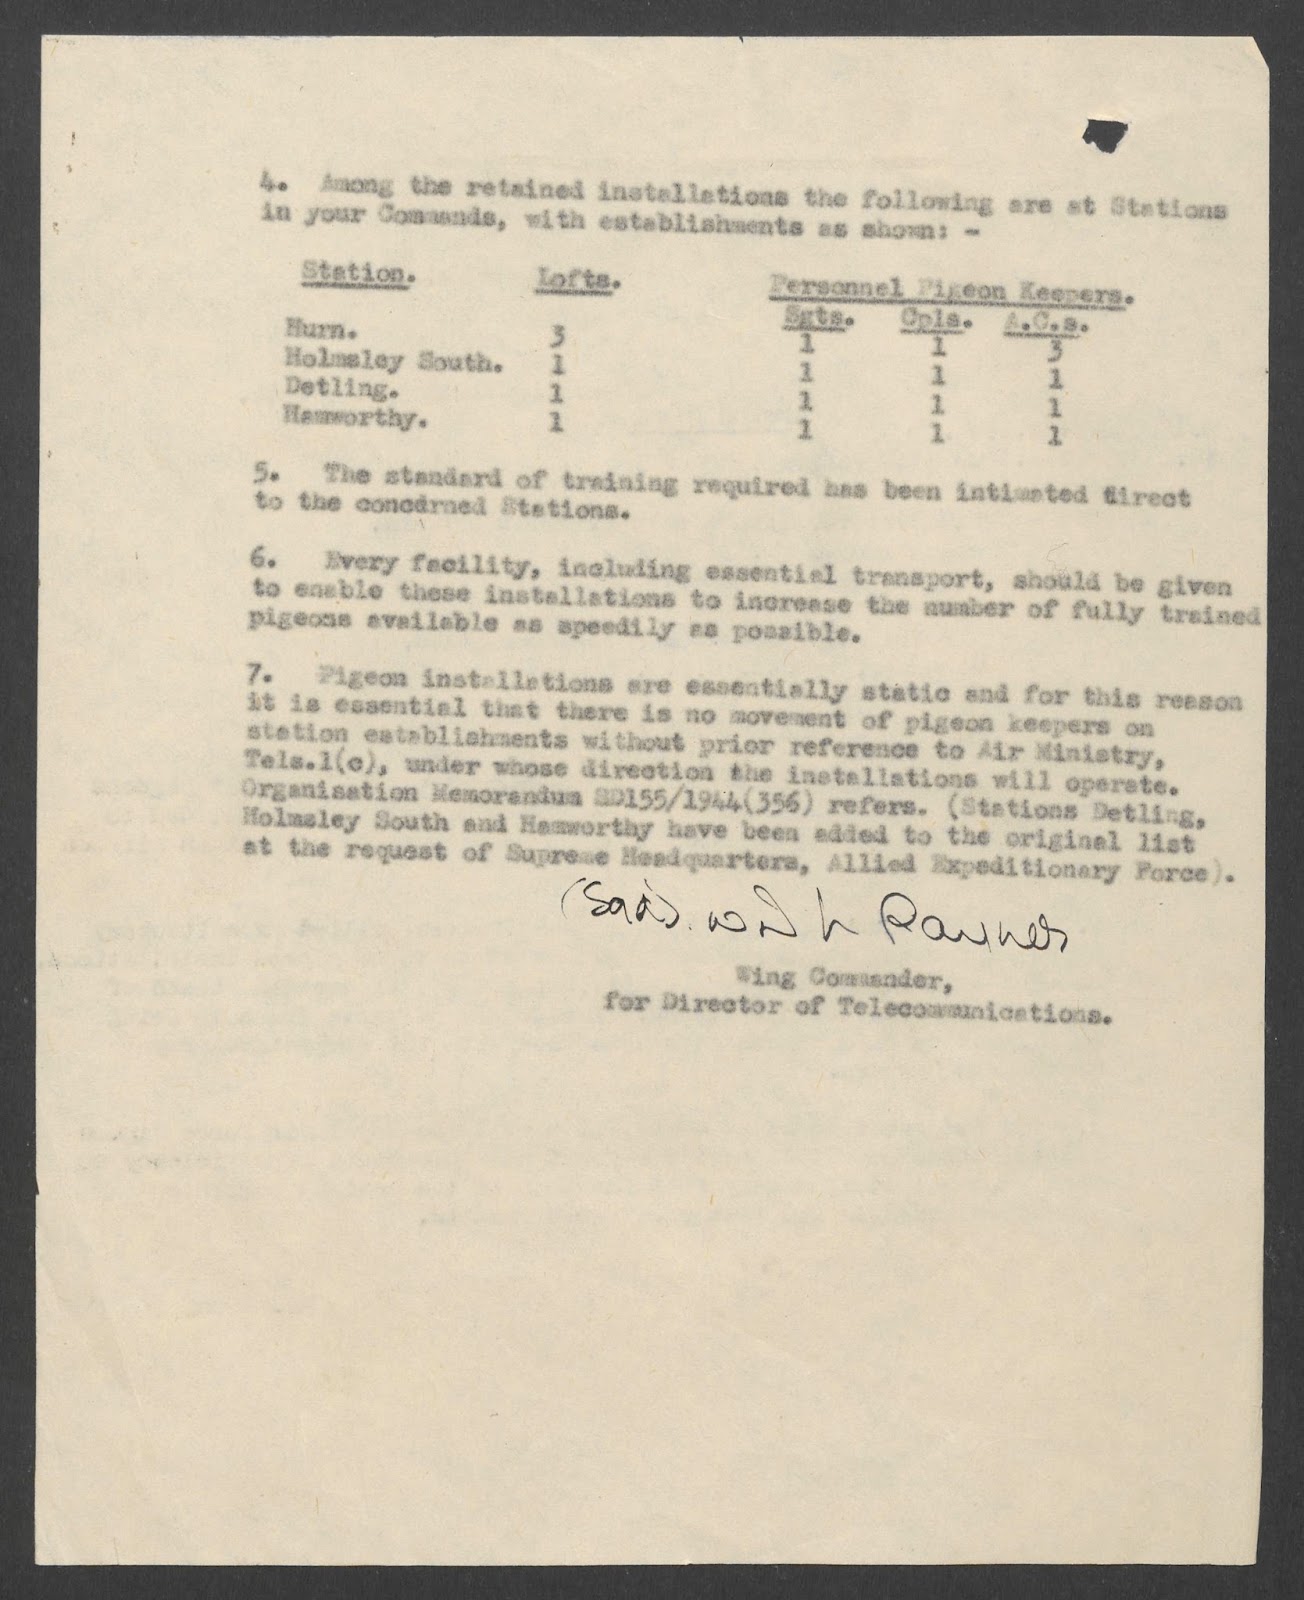 4. Among the retained installations the following are at Stations
in your Commands, with establishments as shown: -
Station. Lofts. Personnel Pigeon Keepers.
Sgts. Cpls. A.C.s.
Hurn. 3 1 1 3
Holmsley South. 1 1 1 1
Detling. 1 1 1 1
Hamworthy. 1 1 1 1
5. The standard of training required has been intimated direct
to the concerned Stations.
6. Every facility, including essential transport, should be given
to enable these installations to increase the number of fully trained
pigeons available as speedily as possible.
7. Pigeon installations are essentially static and for this reason
it is essential that there is no movement of pigeon keepers on
station establishments without prior reference to Air Ministry,
Tels.1(c), under whose direction the installations will operate.
Organisation Memorandum SD155/1944(356) refers. (Stations Detling,
Holmsley South and Hamworthy have been added to the original list
at the request of Supreme Headquarters, Allied Expeditionary Force).
(Sgd). W D L Rayner
Wing Commander,
for Director of Telecommunications.